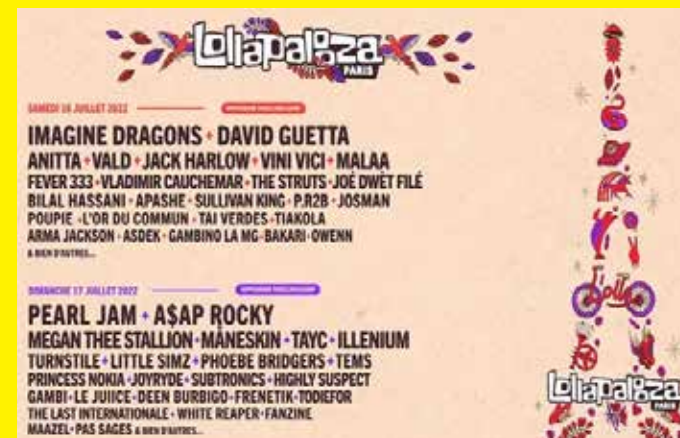 Lollapalooza
PARIS
SAMEDI 16 JUILLET 2022
IMAGINE DRAGONS + DAVID GUETTA
ANITTA + VALD + JACK HARLOW + VINI VICI + MALAA
FEVER 333 + VLADIMIR CAUCHEMAR + THE STRUTS + JOÉ DWÈT FILÉ
BILAL HASSANI + APASHE + SULLIVAN KING + P.R2B + JOSMAN
POUPIE + L'OR DU COMMUN + TAI VERDES + TIAKOLA
ARMA JACKSON + ASDEK + GAMBINO LA MG + BAKARI + OWENN
& BIEN D'AUTRES...
DIMANCHE 17 JUILLET 2022
PEARL JAM + A$AP ROCKY
MEGAN THEE STALLION + MÅNESKIN + TAYC + ILLENIUM
TURNSTILE + LITTLE SIMZ + PHOEBE BRIDGERS + TEMS
PRINCESS NOKIA + JOYRYDE + SUBTRONICS + HIGHLY SUSPECT
GAMBI + LE JUIICE + DEEN BURBIGO + FRENETIK + TODIEFOR
THE LAST INTERNATIONALE + WHITE REAPER + FANZINE
MAAZEL + PAS SAGES & BIEN D'AUTRES...
Lolla
Lollapalooza
PARIS